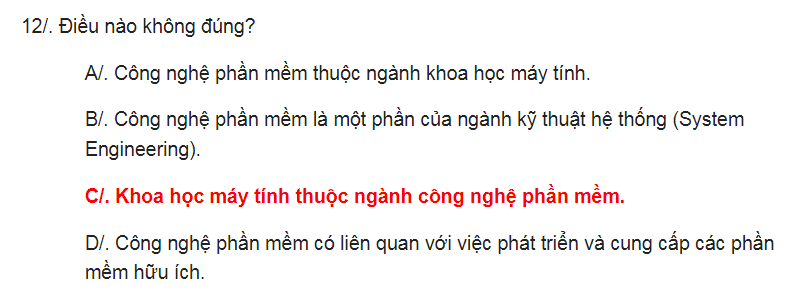 12/. Điều nào không đúng?
A/. Công nghệ phần mềm thuộc ngành khoa học máy tính.
B/. Công nghệ phần mềm là một phần của ngành kỹ thuật hệ thống (System
Engineering).
C/. Khoa học máy tính thuộc ngành công nghệ phần mềm.
D/. Công nghệ phần mềm có liên quan với việc phát triển và cung cấp các phần
mềm hữu ích.